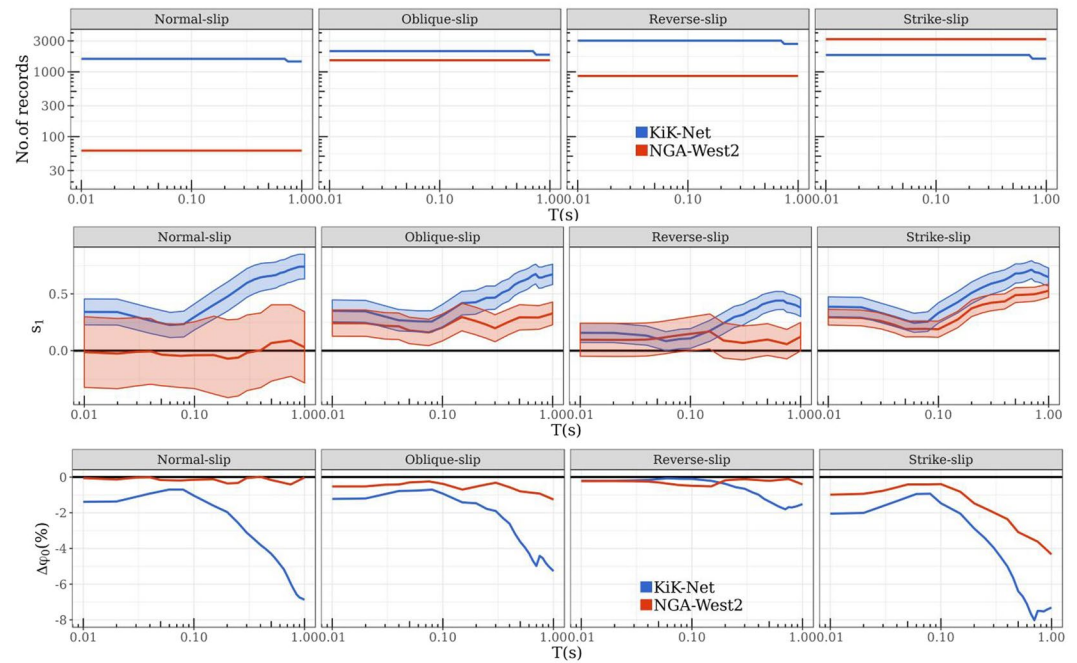 Normal-slip Oblique-slip Reverse-slip Strike-slip
No.of records
3000
1000
300
100
30
KiK-Net
NGA-West2
0.01 0.10 1.000.01 0.10 1.000.01 0.10 1.000.01 0.10 1.00
T(s)
Normal-slip Oblique-slip Reverse-slip Strike-slip
s1
0.5
0.0
0.01 0.10 1.000.01 0.10 1.000.01 0.10 1.000.01 0.10 1.00
T(s)
Normal-slip Oblique-slip Reverse-slip Strike-slip
Δφ0(%)
0
-2
-4
-6
-8
KiK-Net
NGA-West2
0.01 0.10 1.000.01 0.10 1.000.01 0.10 1.000.01 0.10 1.00
T(s)